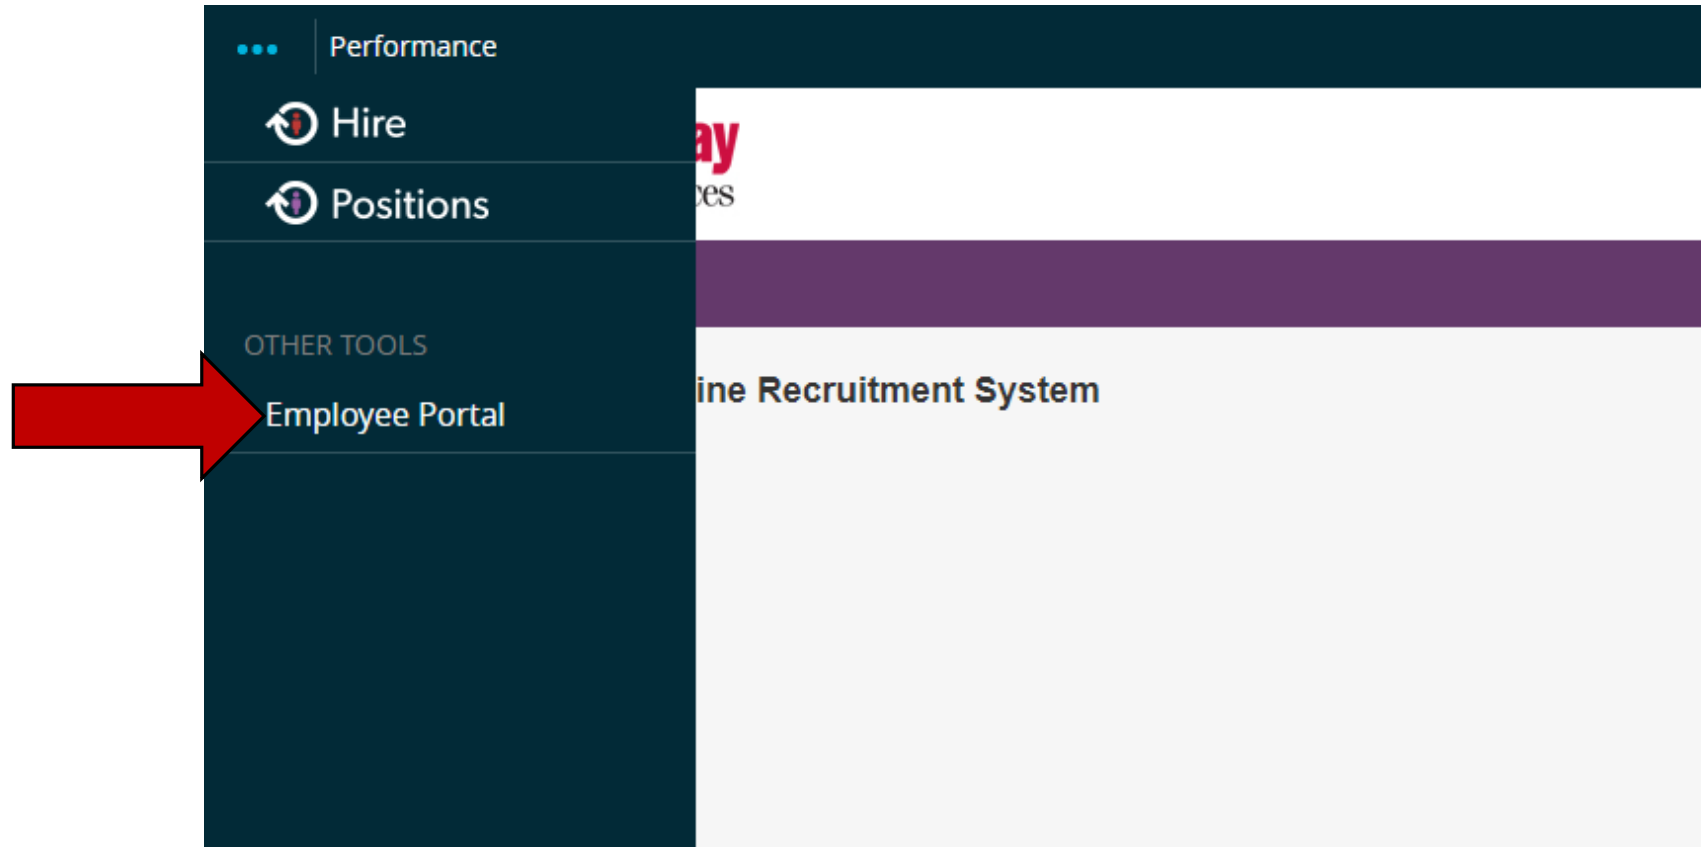 Performance
Hire
Positions
OTHER TOOLS
Employee Portal
ay
ces
ine Recruitment System